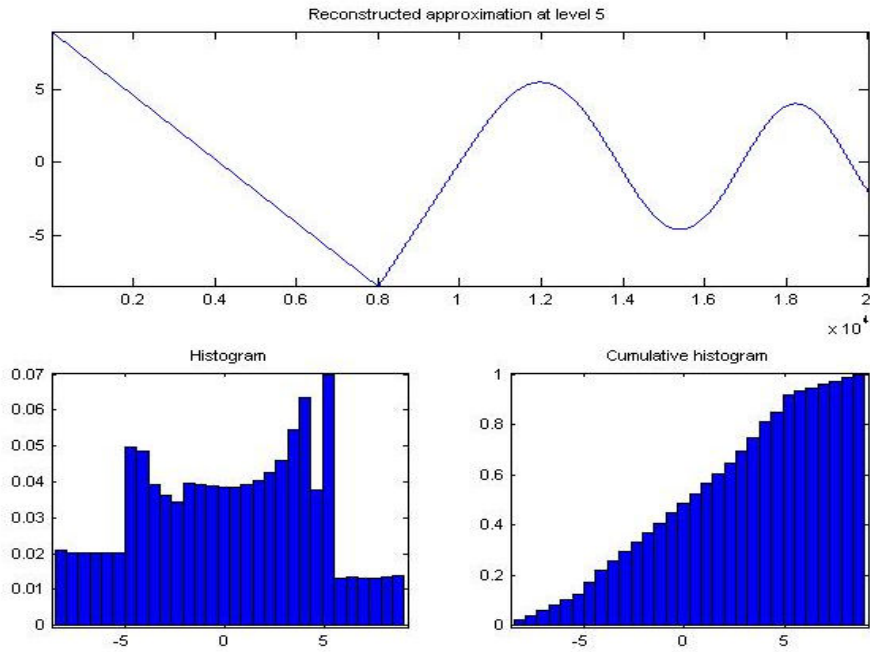 Reconstructed approximation at level 5
5
0
-5
0.2 0.4 0.6 0.8 1 1.2 1.4 1.6 1.8 2
x 10^4
Histogram
0.07
0.06
0.05
0.04
0.03
0.02
0.01
0
-5 0 5
Cumulative histogram
1
0.8
0.6
0.4
0.2
0
-5 0 5